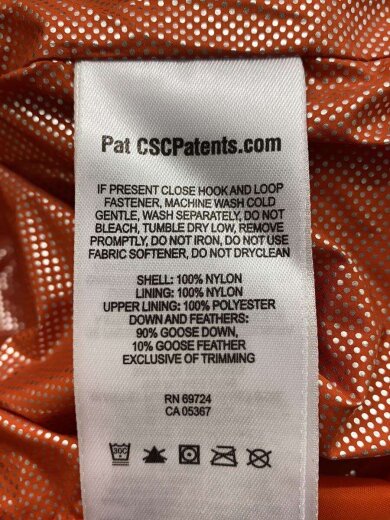 Pat CSCPatents.com
IF PRESENT CLOSE HOOK AND LOOP
FASTENER, MACHINE WASH COLD
GENTLE, WASH SEPARATELY, DO NOT
BLEACH, TUMBLE DRY LOW, REMOVE
PROMPTLY, DO NOT IRON, DO NOT USE
FABRIC SOFTENER, DO NOT DRYCLEAN
SHELL: 100% NYLON
LINING: 100% NYLON
UPPER LINING: 100% POLYESTER
DOWN AND FEATHERS:
90% GOOSE DOWN,
10% GOOSE FEATHER
EXCLUSIVE OF TRIMMING
RN 69724
CA 05367
30C